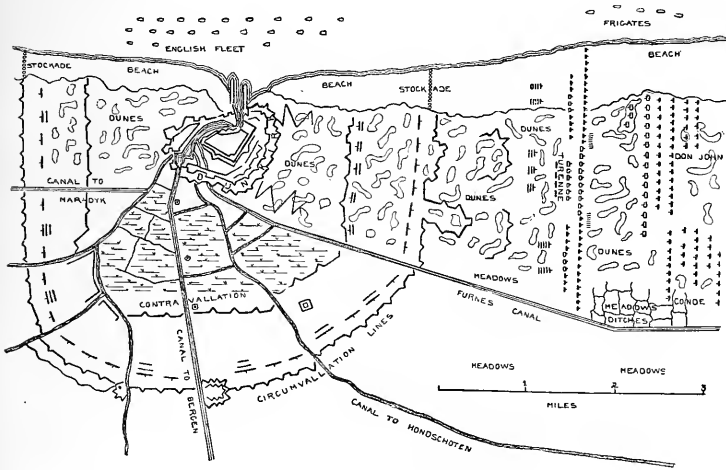 FRIGATES
ENGLISH FLEET
STOCKADE
BEACH
BEACH
BEACH
STOCKADE
DUNES
DUNES
DUNES
DUNES
DUNES
TURENNE
DON JOHN
CANAL TO
MARDYK
MEADOWS
FURNES CANAL
MEADOWS
DITCHES
CONDE
CONTRAVALLATION
CIRCUMVALLATION LINES
CANAL TO BERGEN
CANAL TO HONDSCHOTEN
MEADOWS
MEADOWS
1 2 3
MILES